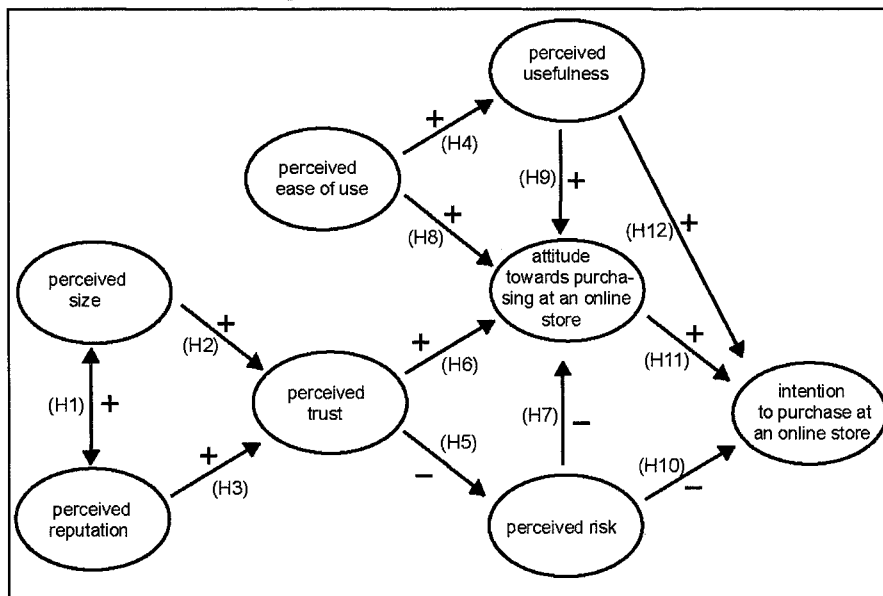 perceived
usefulness
+
(H4)
perceived
ease of use
(H9)
+
+
(H8)
(H12)
+
attitude
towards purcha-
sing at an online
store
perceived
size
+
(H2)
+
(H6)
+
(H11)
(H1)
+
perceived
trust
(H7)
−
intention
to purchase at
an online store
+
(H3)
(H5)
−
(H10)
−
perceived
reputation
perceived risk